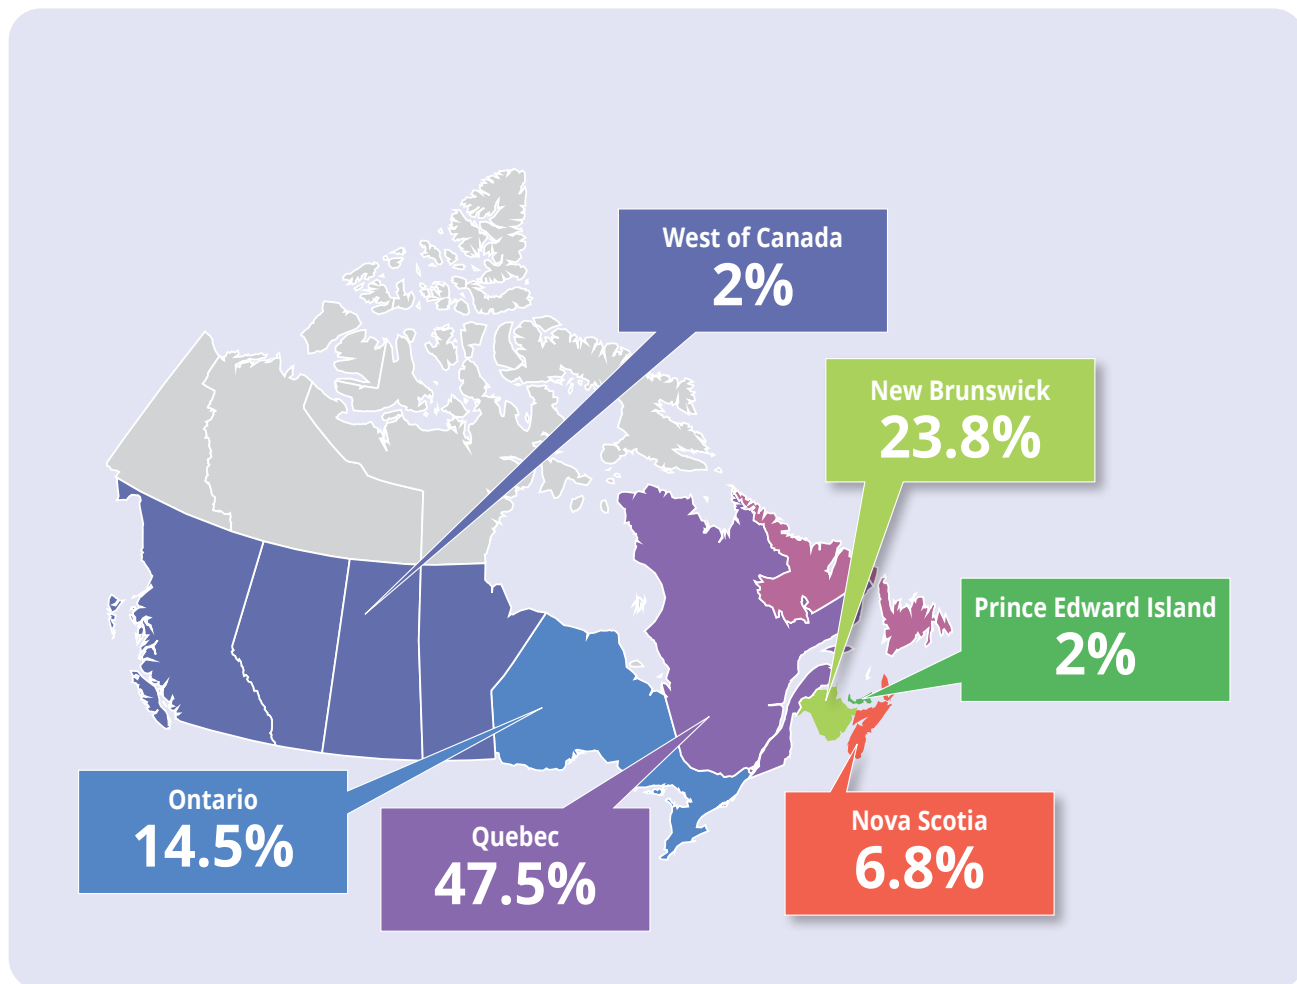 West of Canada
2%
New Brunswick
23.8%
Prince Edward Island
2%
Ontario
14.5%
Quebec
47.5%
Nova Scotia
6.8%